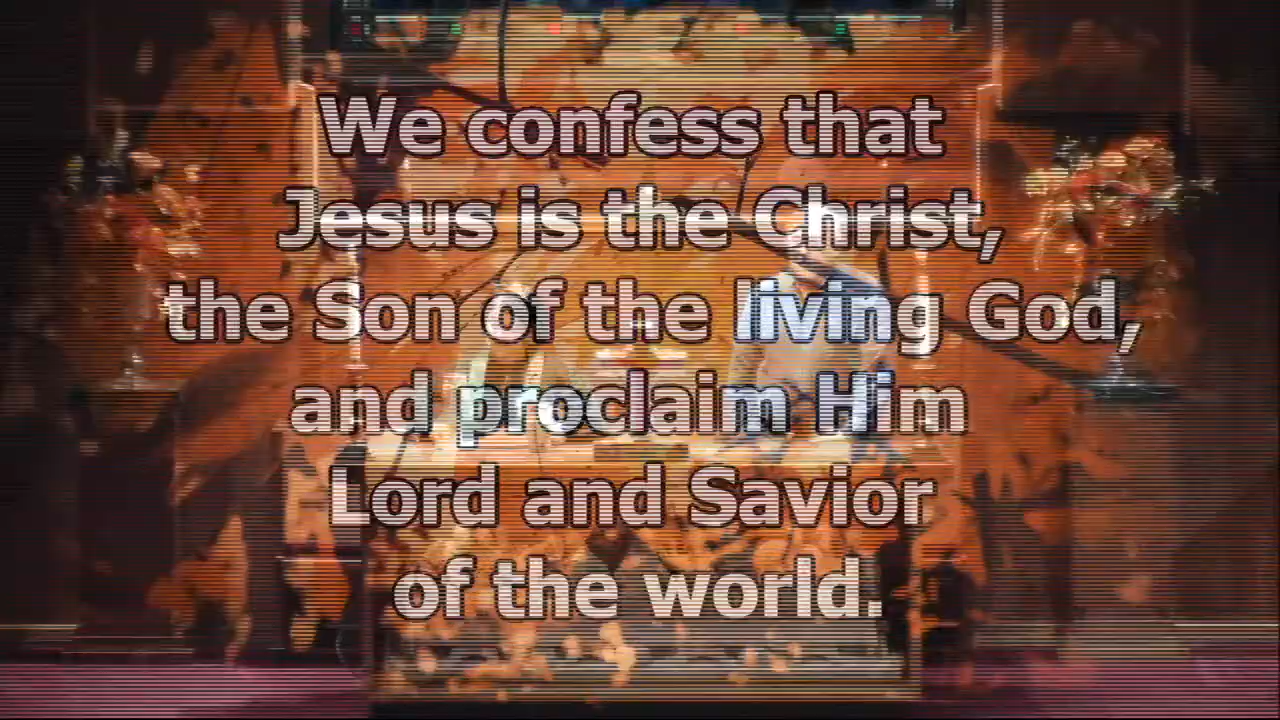 We confess that
Jesus is the Christ,
the Son of the living God,
and proclaim Him
Lord and Savior
of the world.